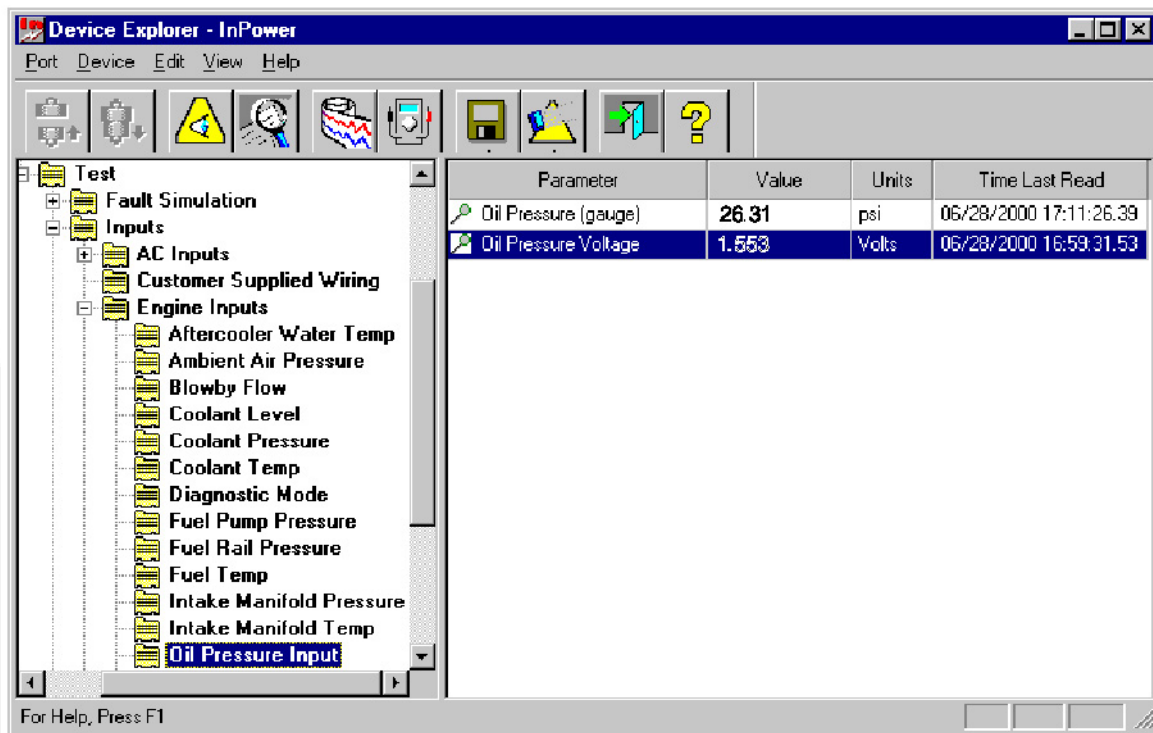 Device Explorer - InPower
Port Device Edit View Help
Test
Fault Simulation
Inputs
AC Inputs
Customer Supplied Wiring
Engine Inputs
Aftercooler Water Temp
Ambient Air Pressure
Blowby Flow
Coolant Level
Coolant Pressure
Coolant Temp
Diagnostic Mode
Fuel Pump Pressure
Fuel Rail Pressure
Fuel Temp
Intake Manifold Pressure
Intake Manifold Temp
Oil Pressure Input
Parameter Value Units Time Last Read
Oil Pressure (gauge) 26.31 psi 06/28/2000 17:11:26.39
Oil Pressure Voltage 1.553 Volts 06/28/2000 16:59:31.53
For Help, Press F1